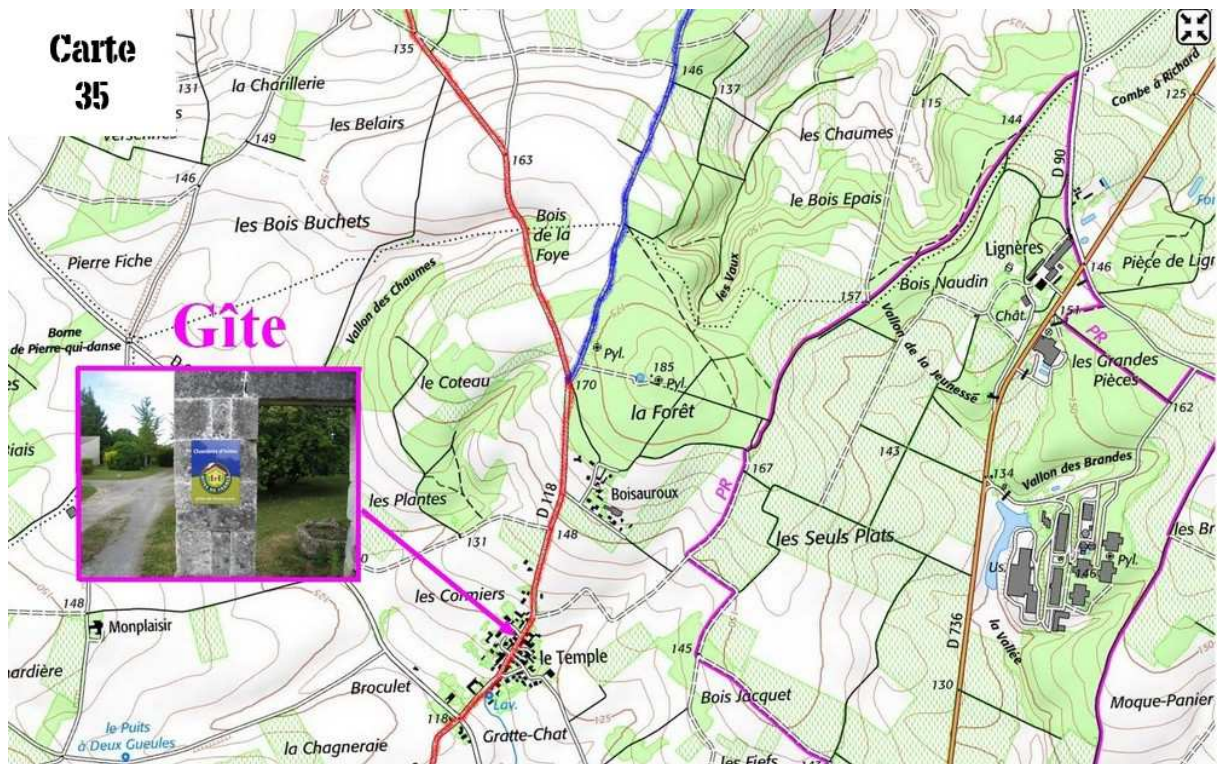 Carte
35
135
131
la Charillerie
les Belairs
149
146
163
les Bois Buchets
Bois
de la
Foye
Pierre Fiche
Vallon des Chaumes
Borne
de Pierre-qui-danse
Gîte
146
137
les Chaumes
115
le Bois Epais
les Vaux
144
Combe à Richard
125
D 90
Lignères
146
Bois Naudin
Chât.
151
PR
les Grandes
Pièces
162
157
Vallon de la Jeunesse
Pyl.
185
Pyl.
170
la Forêt
le Coteau
les Plantes
131
D 118
Boisauroux
148
PR
167
143
les Seuls Plats
134
Vallon des Brandes
Us.
Pyl.
la Vallée
D 736
130
148
Monplaisir
les Cormiers
le Temple
Lav.
Broculet
118
Gratte-Chat
125
le Puits
à Deux Gueules
la Chagneraie
145
Bois Jacquet
les Fiefs
Moque-Panier